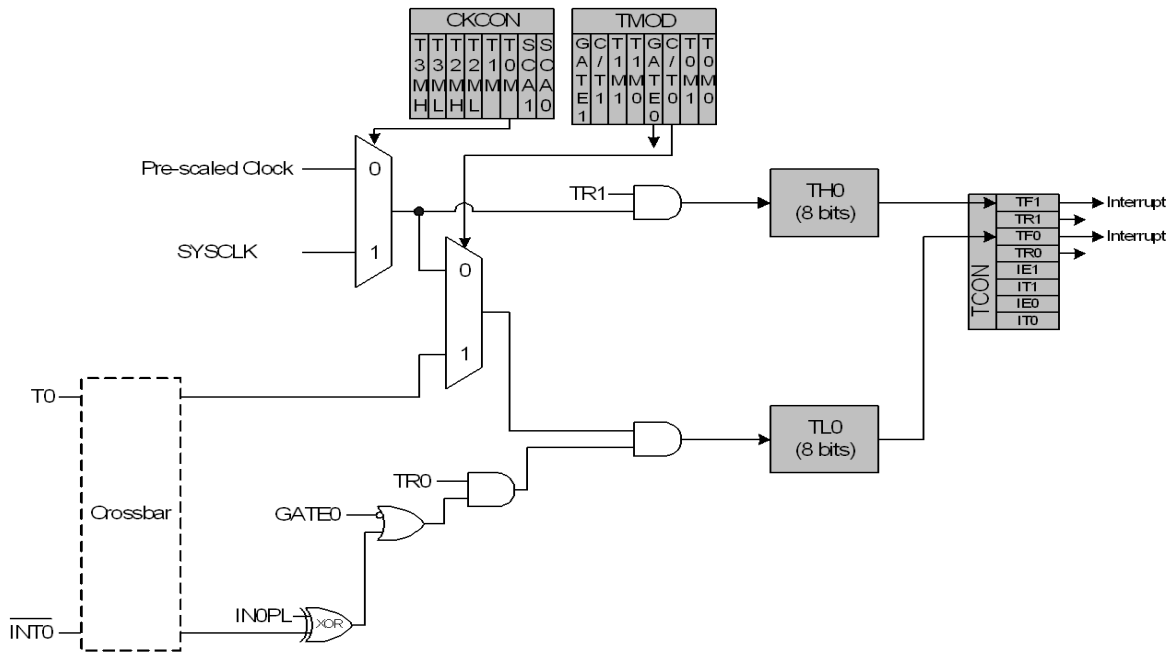 CKCON
T3MH
T3ML
T2MH
T2ML
T1M
T0M
SCA1
SCA0
TMOD
GATE1
C/T1
T1M1
T1M0
GATE0
C/T0
T0M1
T0M0
Pre-scaled Clock
0
SYSCLK
1
TR1
TH0
(8 bits)
TCON
TF1
TR1
TF0
TR0
IE1
IT1
IE0
IT0
Interrupt
Interrupt
0
1
T0
Crossbar
TL0
(8 bits)
TR0
GATE0
IN0PL
XOR
INT0